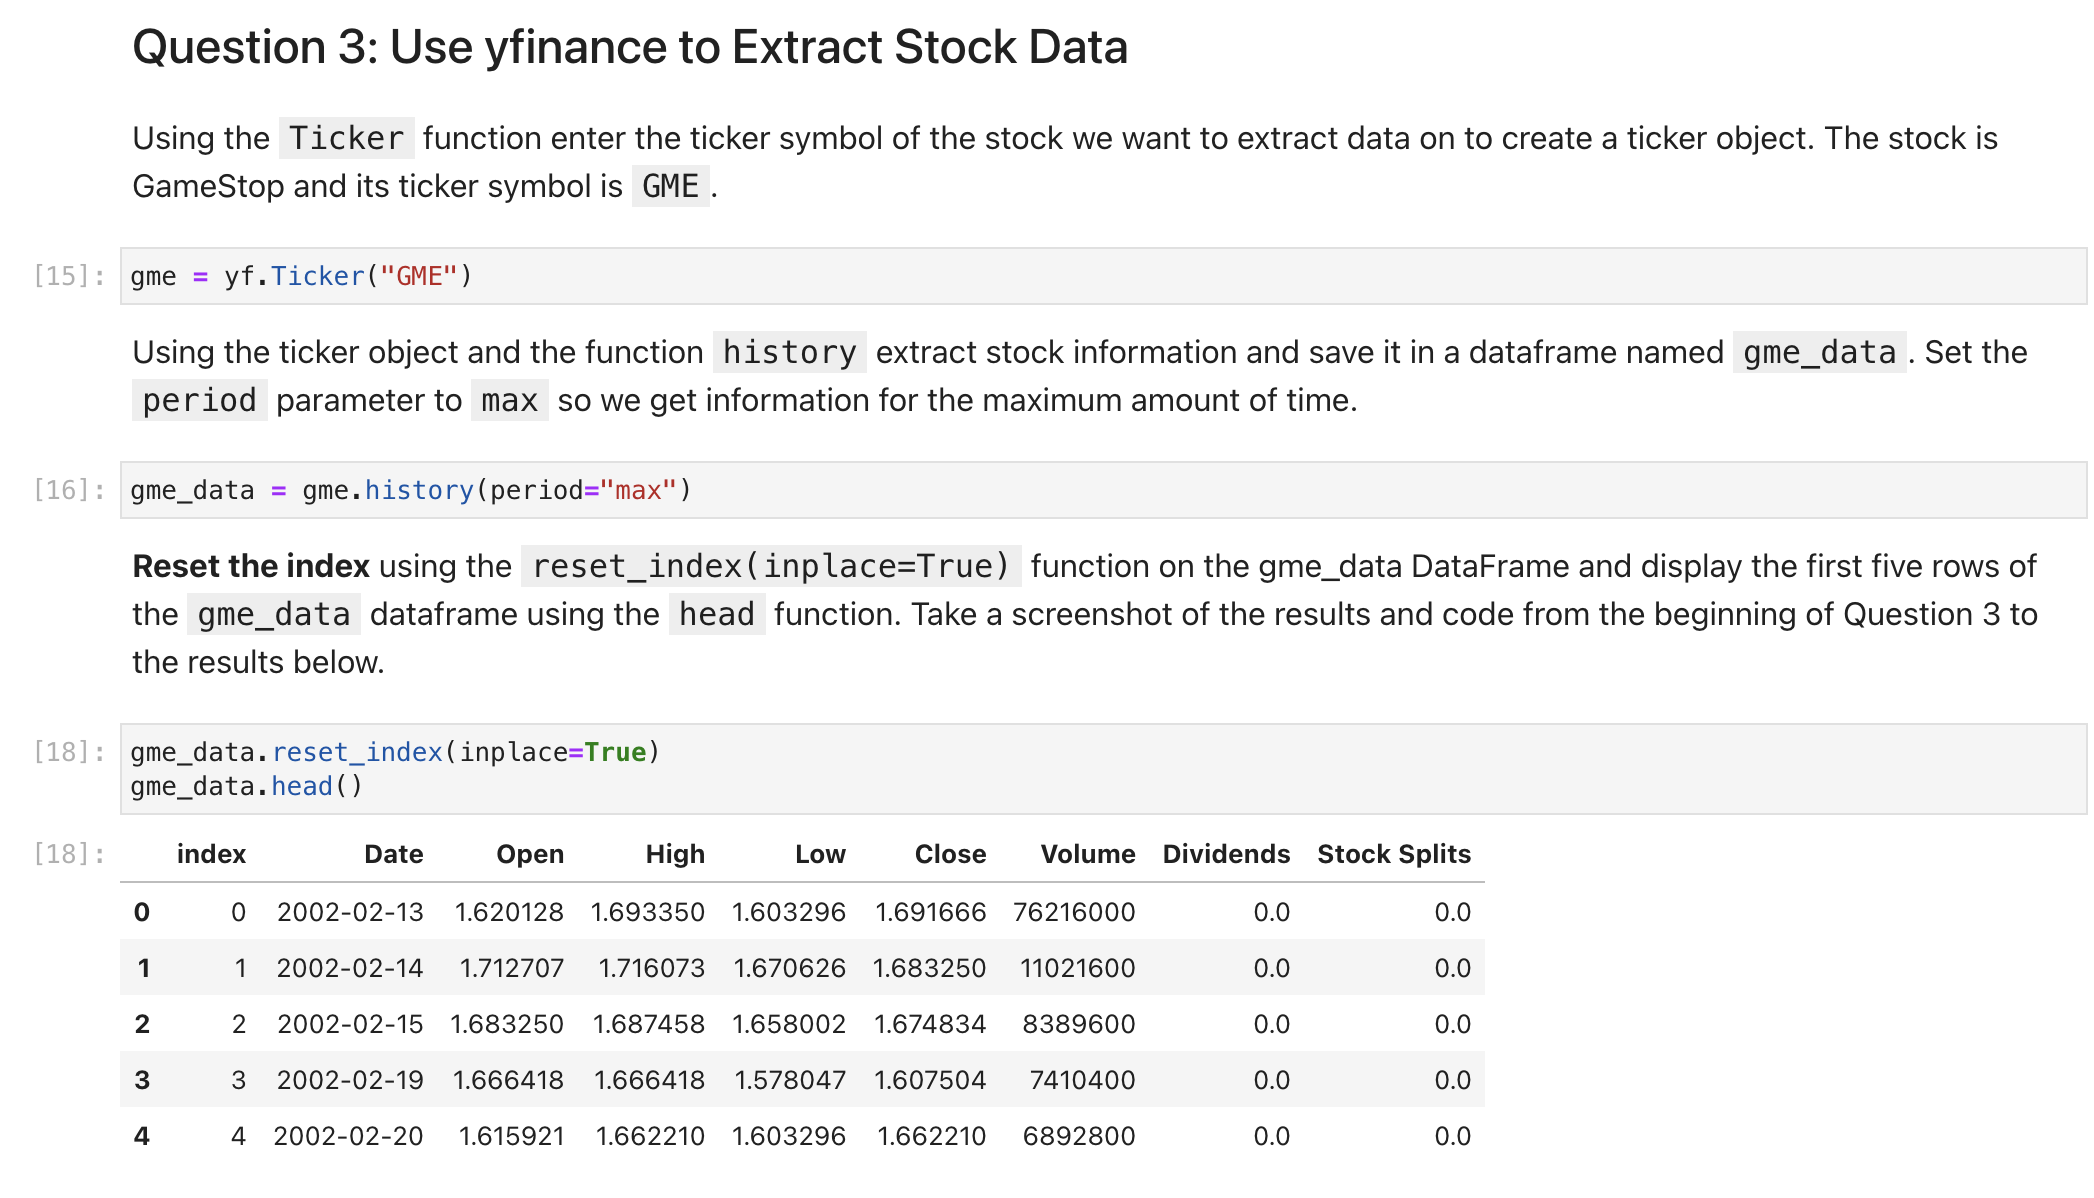 Question 3: Use yfinance to Extract Stock Data
Using the Ticker function enter the ticker symbol of the stock we want to extract data on to create a ticker object. The stock is
GameStop and its ticker symbol is GME .
[15]: gme = yf.Ticker("GME")
Using the ticker object and the function history extract stock information and save it in a dataframe named gme_data . Set the
period parameter to max so we get information for the maximum amount of time.
[16]: gme_data = gme.history(period="max")
Reset the index using the reset_index(inplace=True) function on the gme_data DataFrame and display the first five rows of
the gme_data dataframe using the head function. Take a screenshot of the results and code from the beginning of Question 3 to
the results below.
[18]: gme_data.reset_index(inplace=True)
gme_data.head()
[18]: index Date Open High Low Close Volume Dividends Stock Splits
0 0 2002-02-13 1.620128 1.693350 1.603296 1.691666 76216000 0.0 0.0
1 1 2002-02-14 1.712707 1.716073 1.670626 1.683250 11021600 0.0 0.0
2 2 2002-02-15 1.683250 1.687458 1.658002 1.674834 8389600 0.0 0.0
3 3 2002-02-19 1.666418 1.666418 1.578047 1.607504 7410400 0.0 0.0
4 4 2002-02-20 1.615921 1.662210 1.603296 1.662210 6892800 0.0 0.0